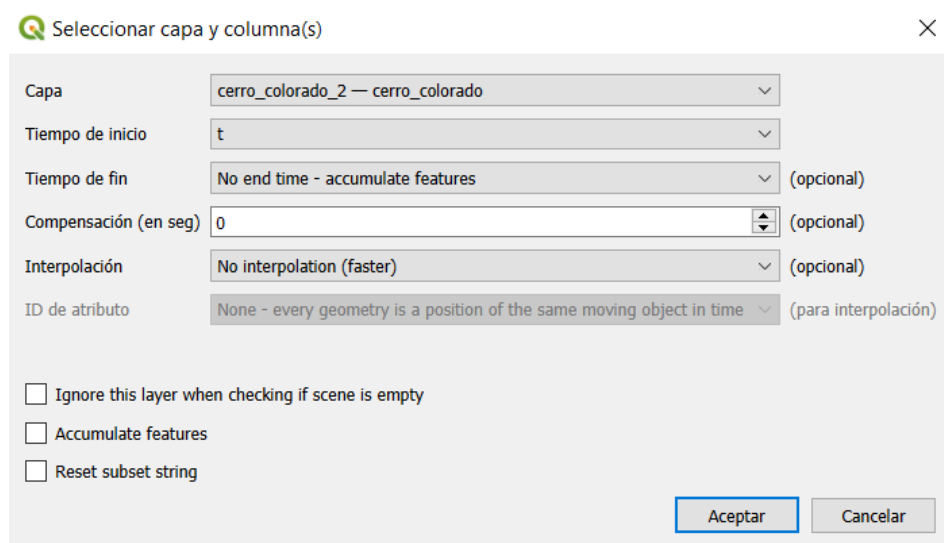 Seleccionar capa y columna(s)
Capa cerro_colorado_2 — cerro_colorado
Tiempo de inicio t
Tiempo de fin No end time - accumulate features (opcional)
Compensación (en seg) 0 (opcional)
Interpolación No interpolation (faster) (opcional)
ID de atributo None - every geometry is a position of the same moving object in time (para interpolación)
Ignore this layer when checking if scene is empty
Accumulate features
Reset subset string
Aceptar Cancelar